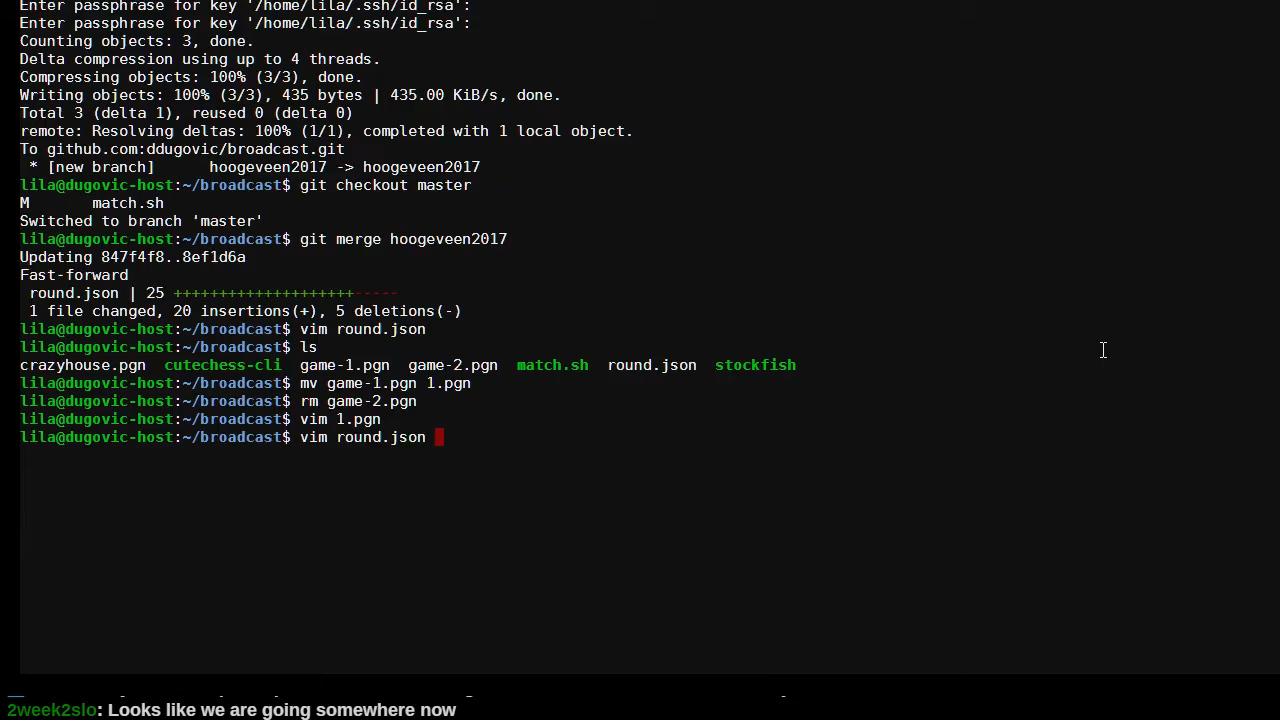 Enter passphrase for key '/home/lila/.ssh/id_rsa':
Enter passphrase for key '/home/lila/.ssh/id_rsa':
Counting objects: 3, done.
Delta compression using up to 4 threads.
Compressing objects: 100% (3/3), done.
Writing objects: 100% (3/3), 435 bytes | 435.00 KiB/s, done.
Total 3 (delta 1), reused 0 (delta 0)
remote: Resolving deltas: 100% (1/1), completed with 1 local object.
To github.com:ddugovic/broadcast.git
 * [new branch]      hoogeveen2017 -> hoogeveen2017
lila@dugovic-host:~/broadcast$ git checkout master
M       match.sh
Switched to branch 'master'
lila@dugovic-host:~/broadcast$ git merge hoogeveen2017
Updating 847f4f8..8ef1d6a
Fast-forward
 round.json | 25 ++++++++++++++++++++-----
 1 file changed, 20 insertions(+), 5 deletions(-)
lila@dugovic-host:~/broadcast$ vim round.json
lila@dugovic-host:~/broadcast$ ls
crazyhouse.pgn  cutechess-cli  game-1.pgn  game-2.pgn  match.sh  round.json  stockfish
lila@dugovic-host:~/broadcast$ mv game-1.pgn 1.pgn
lila@dugovic-host:~/broadcast$ rm game-2.pgn
lila@dugovic-host:~/broadcast$ vim 1.pgn
lila@dugovic-host:~/broadcast$ vim round.json
2week2slo: Looks like we are going somewhere now